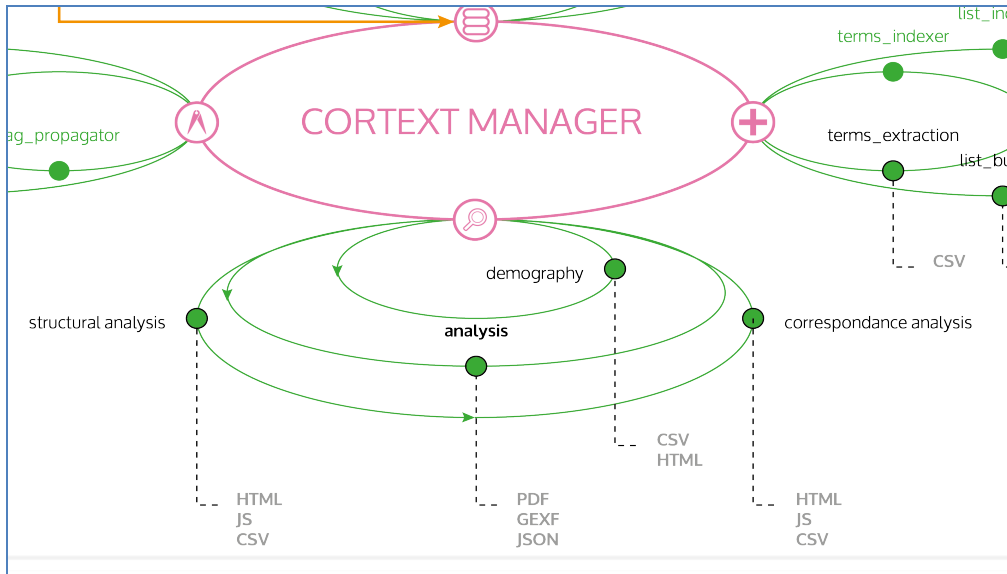 terms_indexer
CORTEXT MANAGER
terms_extraction
CSV
demography
structural analysis
analysis
correspondance analysis
CSV
HTML
HTML
JS
CSV
PDF
GEXF
JSON
HTML
JS
CSV